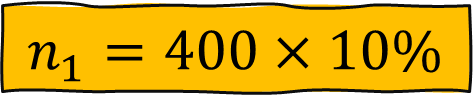 n₁ = 400 × 10%